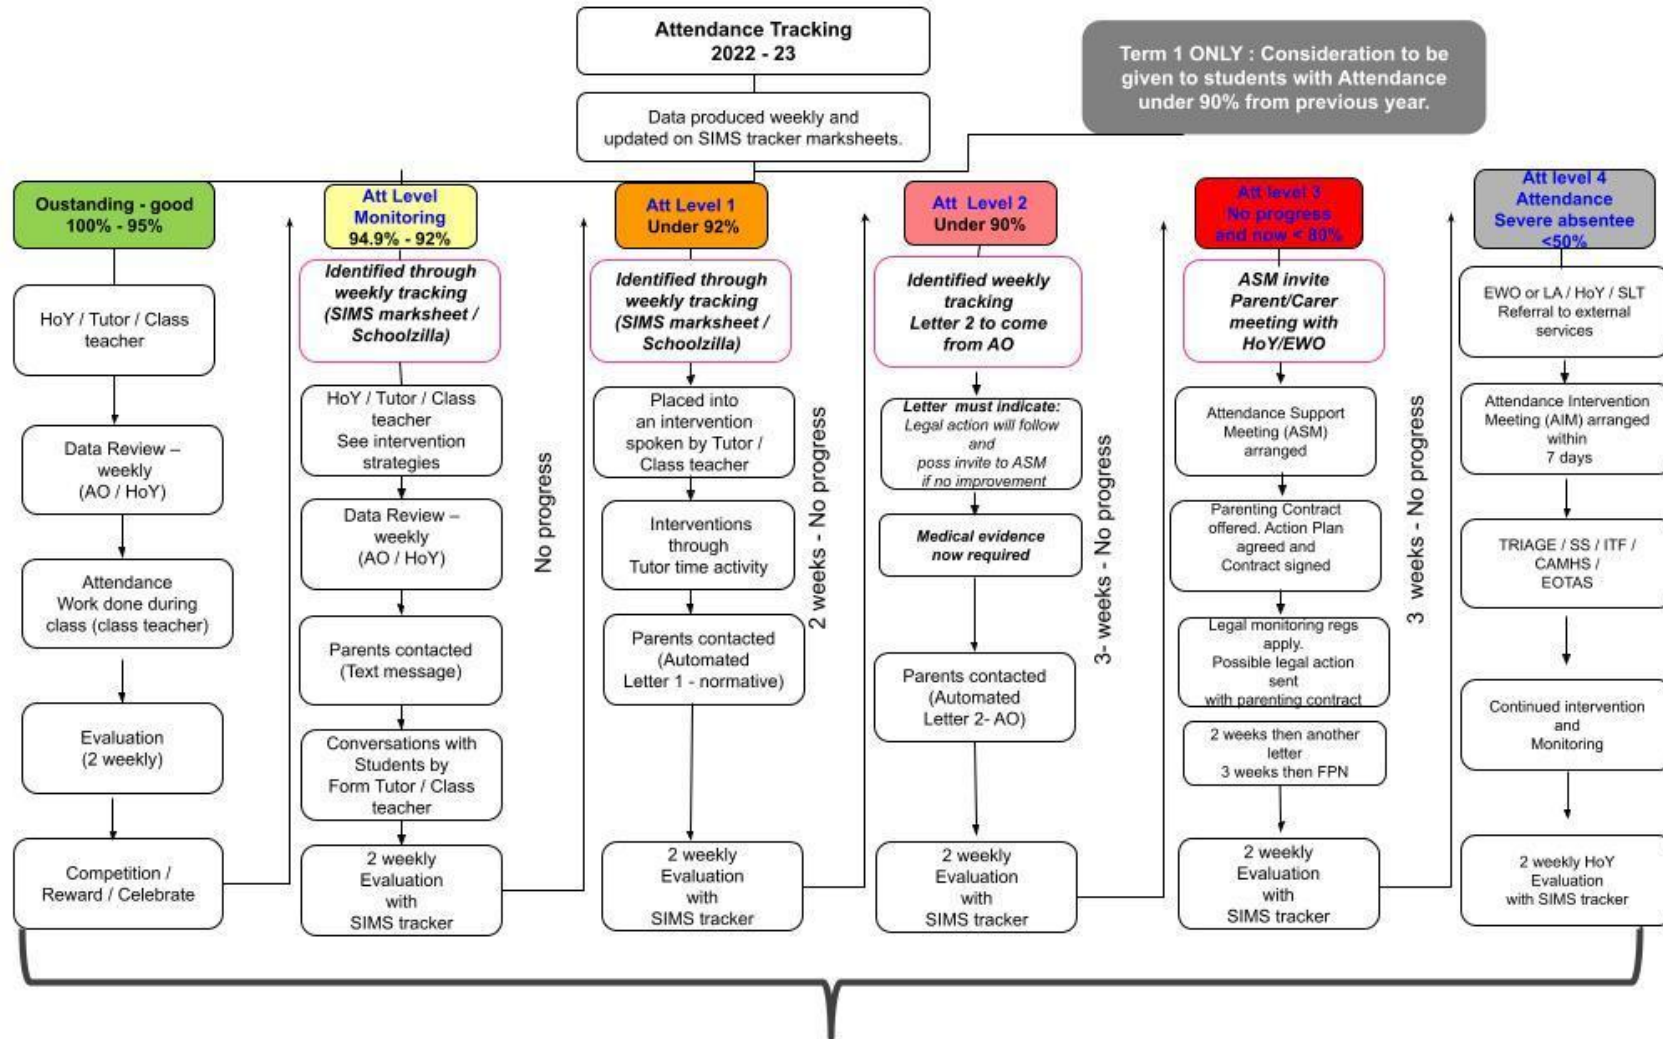 Attendance Tracking
2022 - 23
Term 1 ONLY : Consideration to be
given to students with Attendance
under 90% from previous year.
Data produced weekly and
updated on SIMS tracker marksheets.
Oustanding - good
100% - 95%
HoY / Tutor / Class
teacher
Data Review –
weekly
(AO / HoY)
Attendance
Work done during
class (class teacher)
Evaluation
(2 weekly)
Competition /
Reward / Celebrate
Att Level
Monitoring
94.9% - 92%
Identified through
weekly tracking
(SIMS marksheet /
Schoolzilla)
HoY / Tutor / Class
teacher
See intervention
strategies
Data Review –
weekly
(AO / HoY)
Parents contacted
(Text message)
Conversations with
Students by
Form Tutor / Class
teacher
2 weekly
Evaluation
with
SIMS tracker
No progress
Att Level 1
Under 92%
Identified through
weekly tracking
(SIMS marksheet /
Schoolzilla)
Placed into
an intervention
spoken by Tutor /
Class teacher
Interventions
through
Tutor time activity
Parents contacted
(Automated
Letter 1 - normative)
2 weekly
Evaluation
with
SIMS tracker
2 weeks - No progress
Att Level 2
Under 90%
Identified weekly
tracking
Letter 2 to come
from AO
Letter must indicate:
Legal action will follow
and
poss invite to ASM
if no improvement
Medical evidence
now required
Parents contacted
(Automated
Letter 2- AO)
2 weekly
Evaluation
with
SIMS tracker
3- weeks - No progress
Att level 3
No progress
and now < 80%
ASM invite
Parent/Carer
meeting with
HoY/EWO
Attendance Support
Meeting (ASM)
arranged
Parenting Contract
offered. Action Plan
agreed and
Contract signed
Legal monitoring regs
apply.
Possible legal action
sent
with parenting contract
2 weeks then another
letter
3 weeks then FPN
2 weekly
Evaluation
with
SIMS tracker
3 weeks - No progress
Att level 4
Attendance
Severe absentee
<50%
EWO or LA / HoY / SLT
Referral to external
services
Attendance Intervention
Meeting (AIM) arranged
within
7 days
TRIAGE / SS / ITF /
CAMHS /
EOTAS
Continued intervention
and
Monitoring
2 weekly HoY
Evaluation
with SIMS tracker